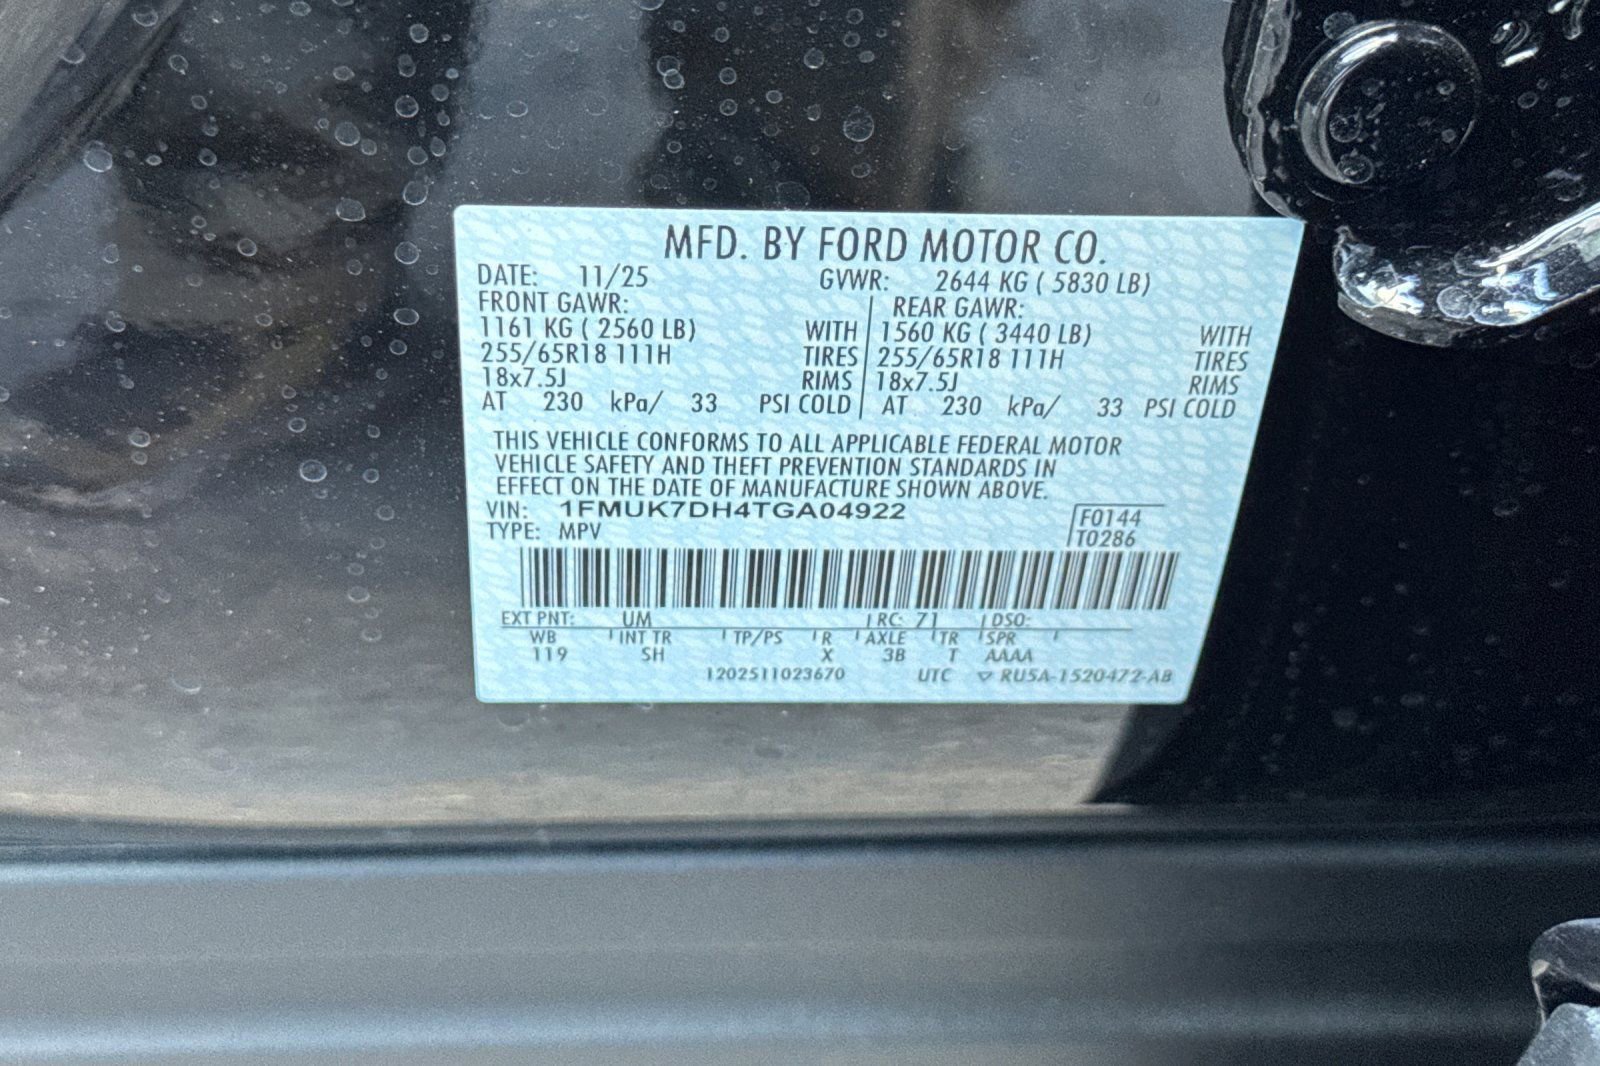 MFD. BY FORD MOTOR CO.
DATE: 11/25 GVWR: 2644 KG ( 5830 LB)
FRONT GAWR: REAR GAWR:
1161 KG ( 2560 LB) WITH 1560 KG ( 3440 LB) WITH
255/65R18 111H TIRES 255/65R18 111H TIRES
18x7.5J RIMS 18x7.5J RIMS
AT 230 kPa/ 33 PSI COLD AT 230 kPa/ 33 PSI COLD
THIS VEHICLE CONFORMS TO ALL APPLICABLE FEDERAL MOTOR
VEHICLE SAFETY AND THEFT PREVENTION STANDARDS IN
EFFECT ON THE DATE OF MANUFACTURE SHOWN ABOVE.
VIN: 1FMUK7DH4TGA04922
F0144
TYPE: MPV T0286
EXT PNT: UM RC: 71 DSO:
WB INT TR TP/PS R AXLE TR SPR
119 SH X 3B T AAAA
1202511023670 UTC ▽ RU5A-1520472-AB